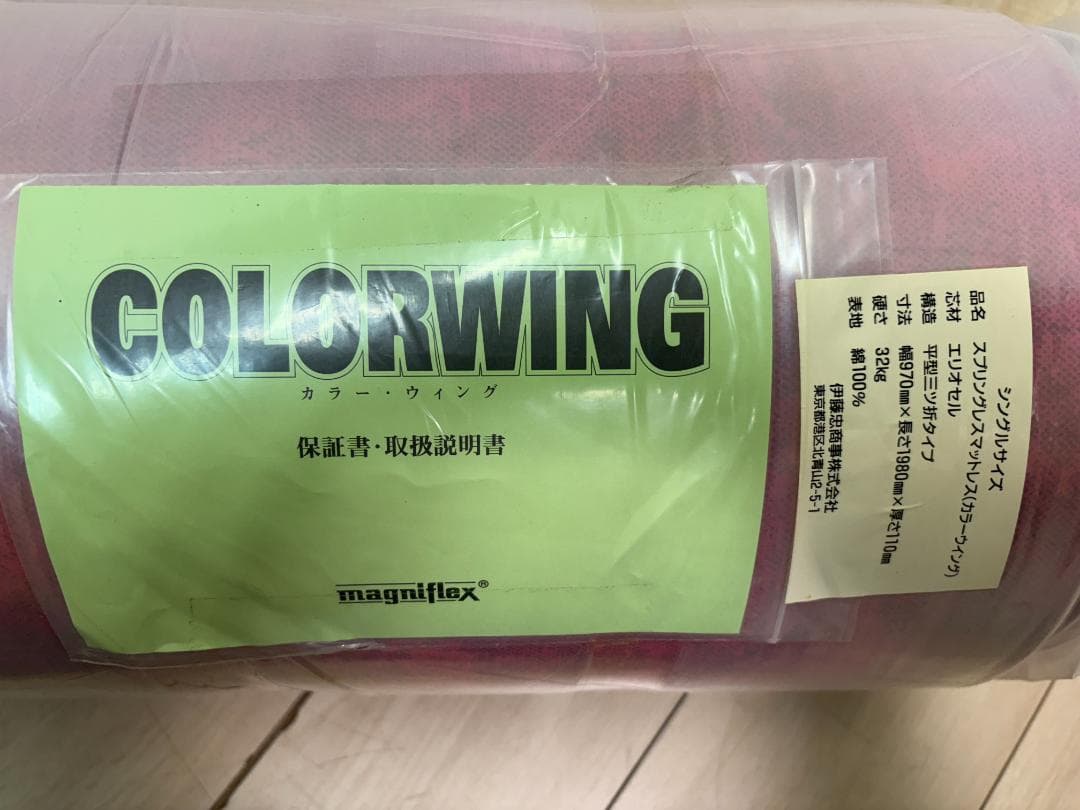 COLORWING
カラー・ウィング
保証書・取扱説明書
magniflex®
シングルサイズ
品名 スプリングレスマットレス(カラーウイング)
芯材 エリオセル
構造 平型三ツ折タイプ
寸法 幅970mm×長さ1980mm×厚さ110mm
硬さ 32kg
表地 綿100%
伊藤忠商事株式会社
東京都港区北青山2-5-1